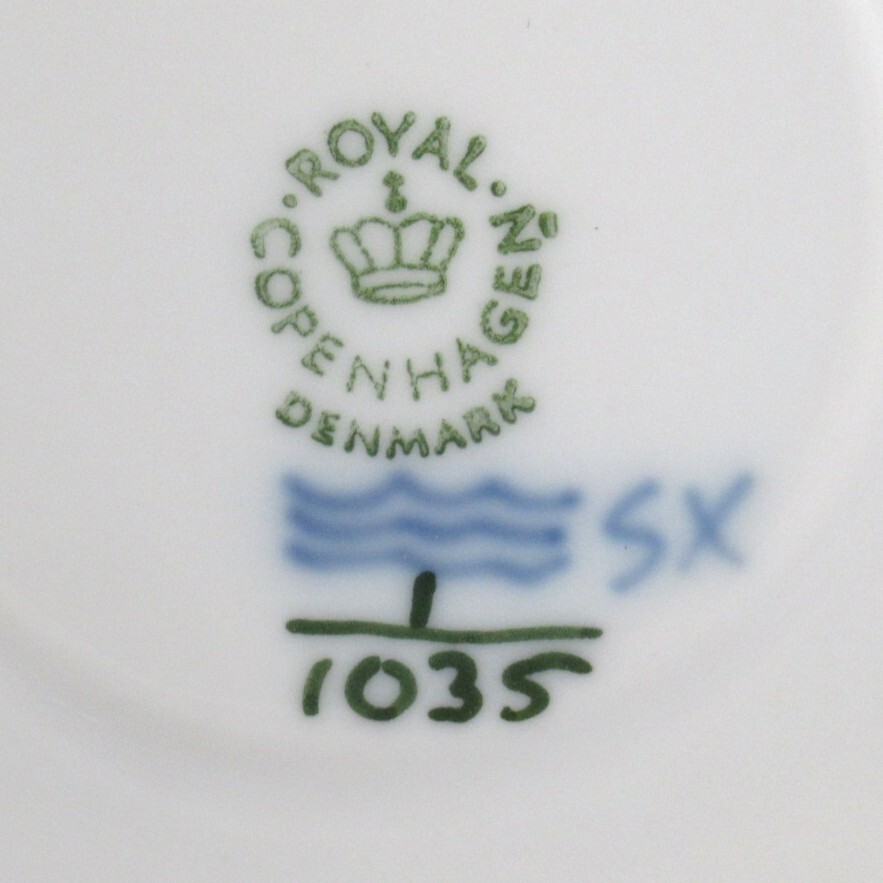 ROYAL
COPENHAGEN
DENMARK
SX
1
1035